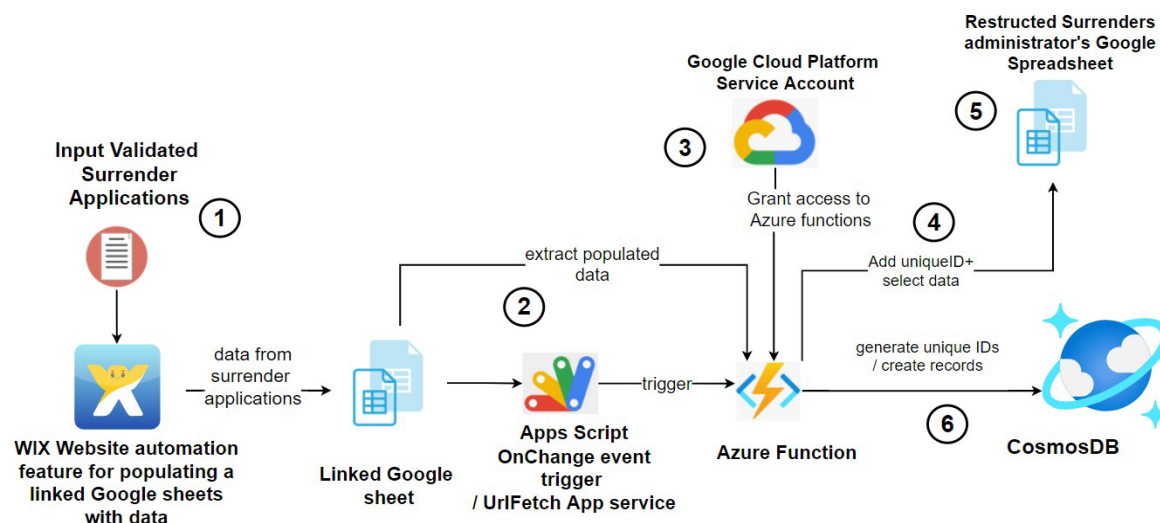 Restructed Surrenders
administrator's Google
Spreadsheet
5
Google Cloud Platform
Service Account
3
Input Validated
Surrender
Applications
1
Grant access to
Azure functions
4
extract populated
data
Add uniqueID+
select data
2
data from
surrender
applications
trigger
generate unique IDs
/ create records
6
WIX Website automation
feature for populating a
linked Google sheets
with data
Linked Google
sheet
Apps Script
OnChange event
trigger
/ UrlFetch App service
Azure Function
CosmosDB